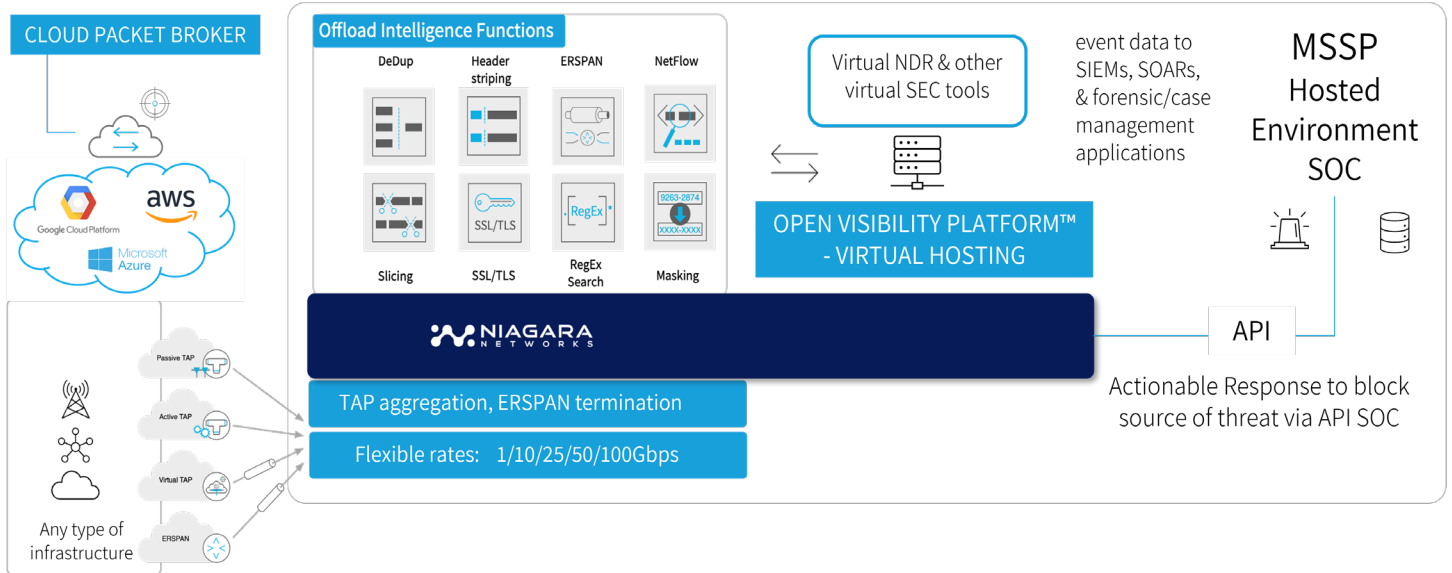 CLOUD PACKET BROKER
Google Cloud Platform
aws
Microsoft
Azure
Passive TAP
Active TAP
Virtual TAP
ERSPAN
Any type of
infrastructure
Offload Intelligence Functions
DeDup
Header
striping
ERSPAN
NetFlow
SSL/TLS
RegEx
9263-2874
XXXX-XXXX
Slicing
SSL/TLS
RegEx
Search
Masking
NIAGARA
NETWORKS
TAP aggregation, ERSPAN termination
Flexible rates: 1/10/25/50/100Gbps
Virtual NDR & other
virtual SEC tools
OPEN VISIBILITY PLATFORM™
- VIRTUAL HOSTING
event data to
SIEMs, SOARs,
& forensic/case
management
applications
MSSP
Hosted
Environment
SOC
API
Actionable Response to block
source of threat via API SOC